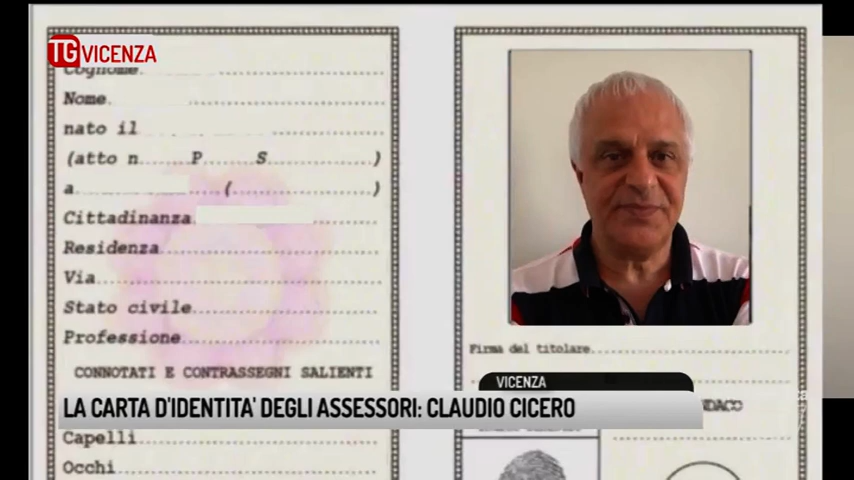 TG VICENZA
Cognome
Nome
nato il
(atto n......P......S..............)
a..................(..................)
Cittadinanza
Residenza
Via
Stato civile
Professione
CONNOTATI E CONTRASSEGNI SALIENTI
Capelli
Occhi
Firma del titolare
VICENZA
LA CARTA D'IDENTITA' DEGLI ASSESSORI: CLAUDIO CICERO